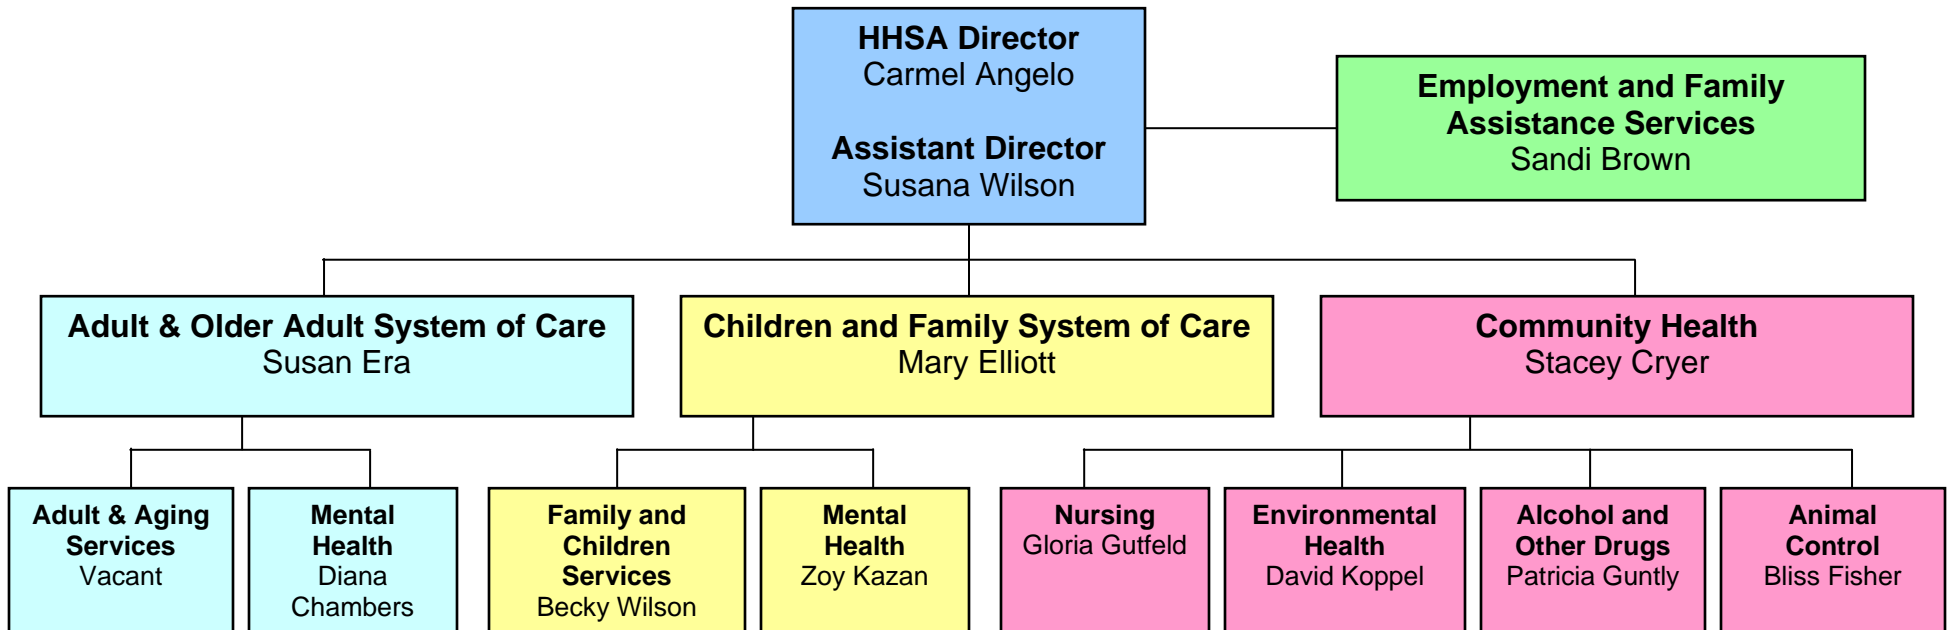 HHSA Director
Carmel Angelo
Assistant Director
Susana Wilson
Employment and Family
Assistance Services
Sandi Brown
Adult & Older Adult System of Care
Susan Era
Children and Family System of Care
Mary Elliott
Community Health
Stacey Cryer
Adult & Aging
Services
Vacant
Mental
Health
Diana
Chambers
Family and
Children
Services
Becky Wilson
Mental
Health
Zoy Kazan
Nursing
Gloria Gutfeld
Environmental
Health
David Koppel
Alcohol and
Other Drugs
Patricia Guntly
Animal
Control
Bliss Fisher